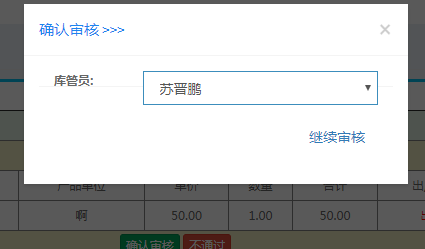 确认审核 >>>
×
库管员:
苏晋鹏
继续审核
产品单位 单价 数量 合计
啊 50.00 1.00 50.00
确认审核 不通过